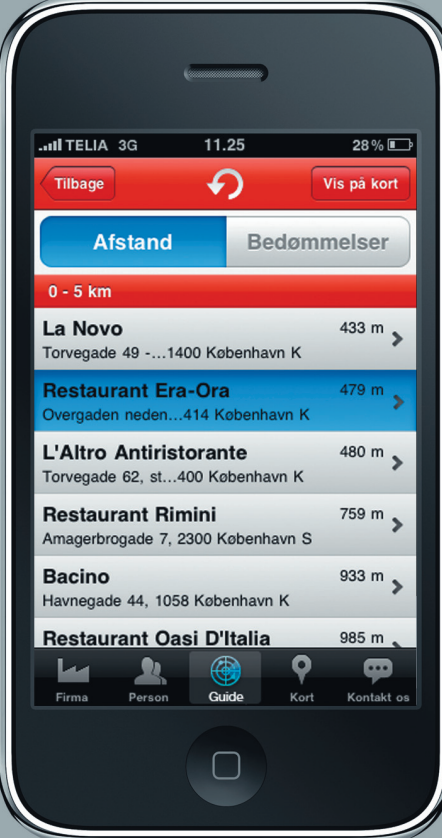 TELIA 3G 11.25 28%
Tilbage Vis på kort
Afstand Bedømmelser
0 - 5 km
La Novo 433 m
Torvegade 49 -...1400 København K
Restaurant Era-Ora 479 m
Overgaden neden...414 København K
L'Altro Antiristorante 480 m
Torvegade 62, st...400 København K
Restaurant Rimini 759 m
Amagerbrogade 7, 2300 København S
Bacino 933 m
Havnegade 44, 1058 København K
Restaurant Oasi D'Italia 985 m
Firma Person Guide Kort Kontakt os